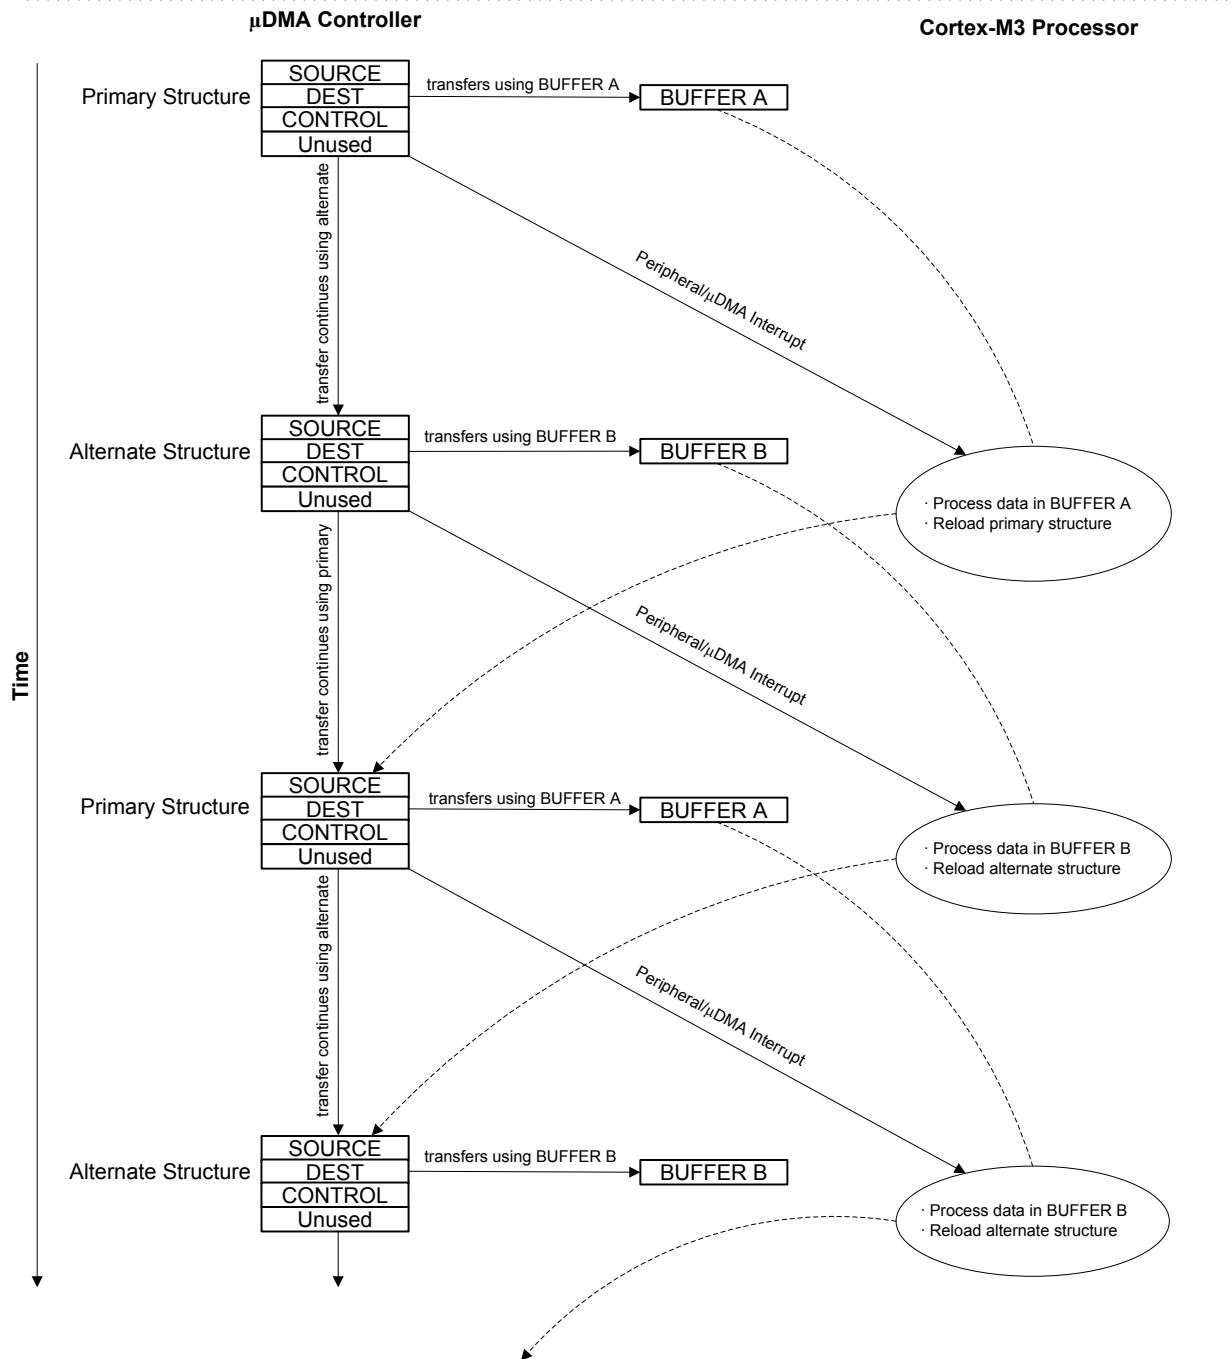 μDMA Controller
Cortex-M3 Processor
Primary Structure
SOURCE
DEST
CONTROL
Unused
transfers using BUFFER A
BUFFER A
transfer continues using alternate
Peripheral/μDMA Interrupt
Alternate Structure
SOURCE
DEST
CONTROL
Unused
transfers using BUFFER B
BUFFER B
· Process data in BUFFER A
· Reload primary structure
transfer continues using primary
Peripheral/μDMA Interrupt
Time
Primary Structure
SOURCE
DEST
CONTROL
Unused
transfers using BUFFER A
BUFFER A
· Process data in BUFFER B
· Reload alternate structure
transfer continues using alternate
Peripheral/μDMA Interrupt
Alternate Structure
SOURCE
DEST
CONTROL
Unused
transfers using BUFFER B
BUFFER B
· Process data in BUFFER B
· Reload alternate structure